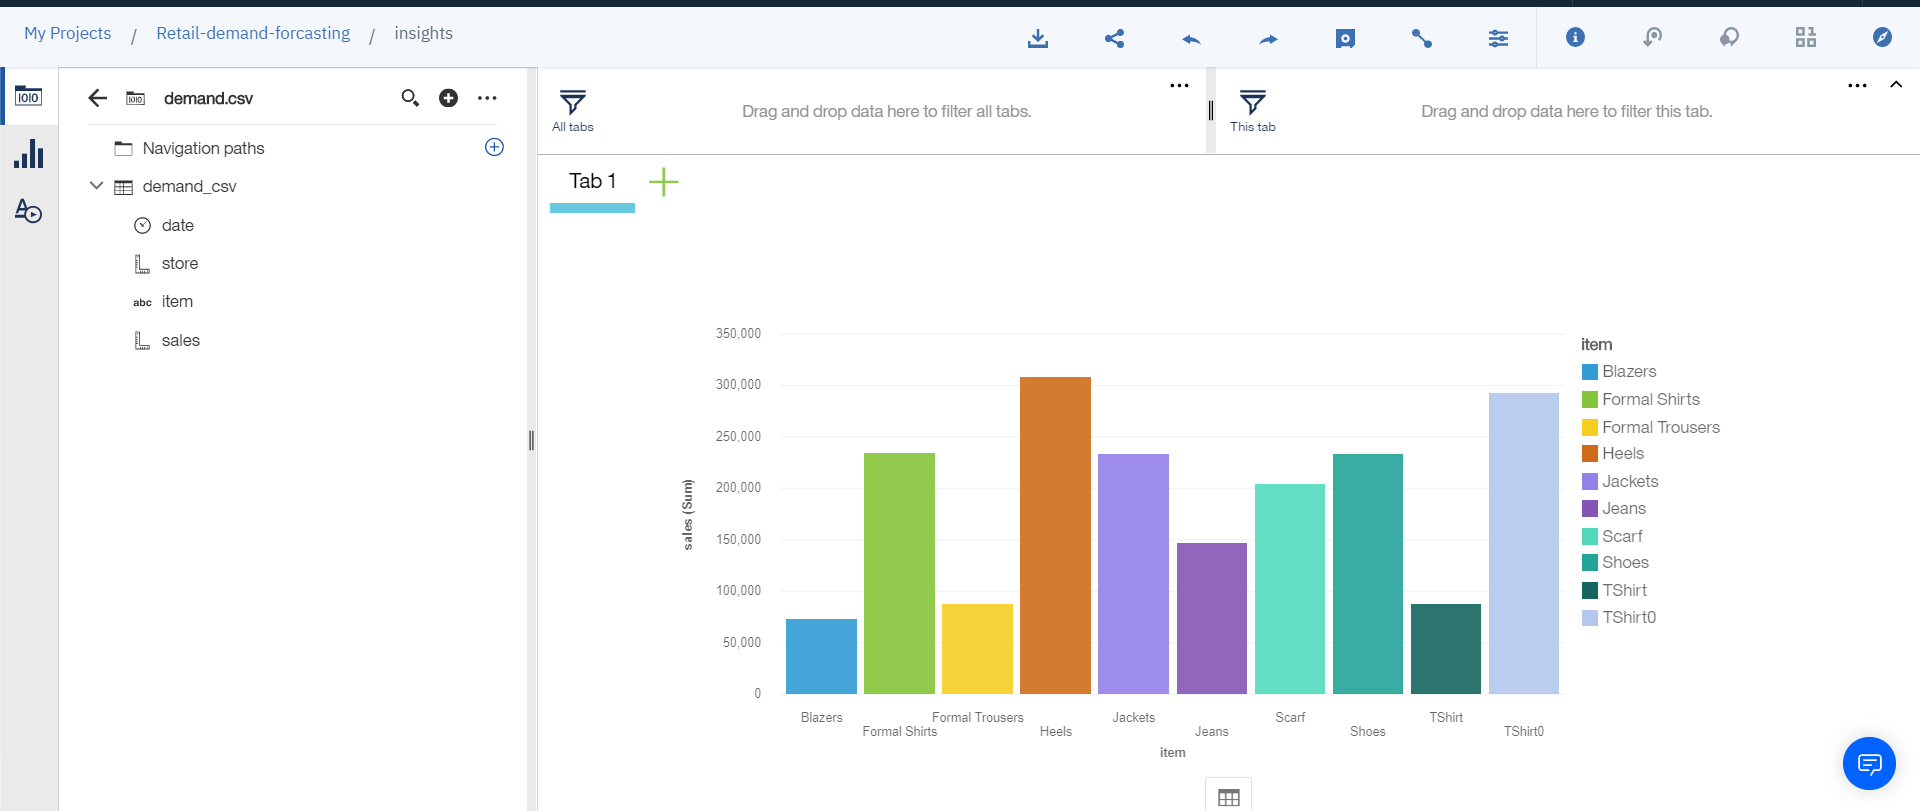 My Projects / Retail-demand-forcasting / insights
demand.csv
Navigation paths
demand_csv
date
store
abc item
sales
All tabs
Drag and drop data here to filter all tabs.
This tab
Drag and drop data here to filter this tab.
Tab 1
350,000
300,000
250,000
200,000
150,000
100,000
50,000
0
sales (Sum)
Blazers
Formal Shirts
Formal Trousers
Heels
Jackets
Jeans
Scarf
Shoes
TShirt
TShirt0
item
item
Blazers
Formal Shirts
Formal Trousers
Heels
Jackets
Jeans
Scarf
Shoes
TShirt
TShirt0